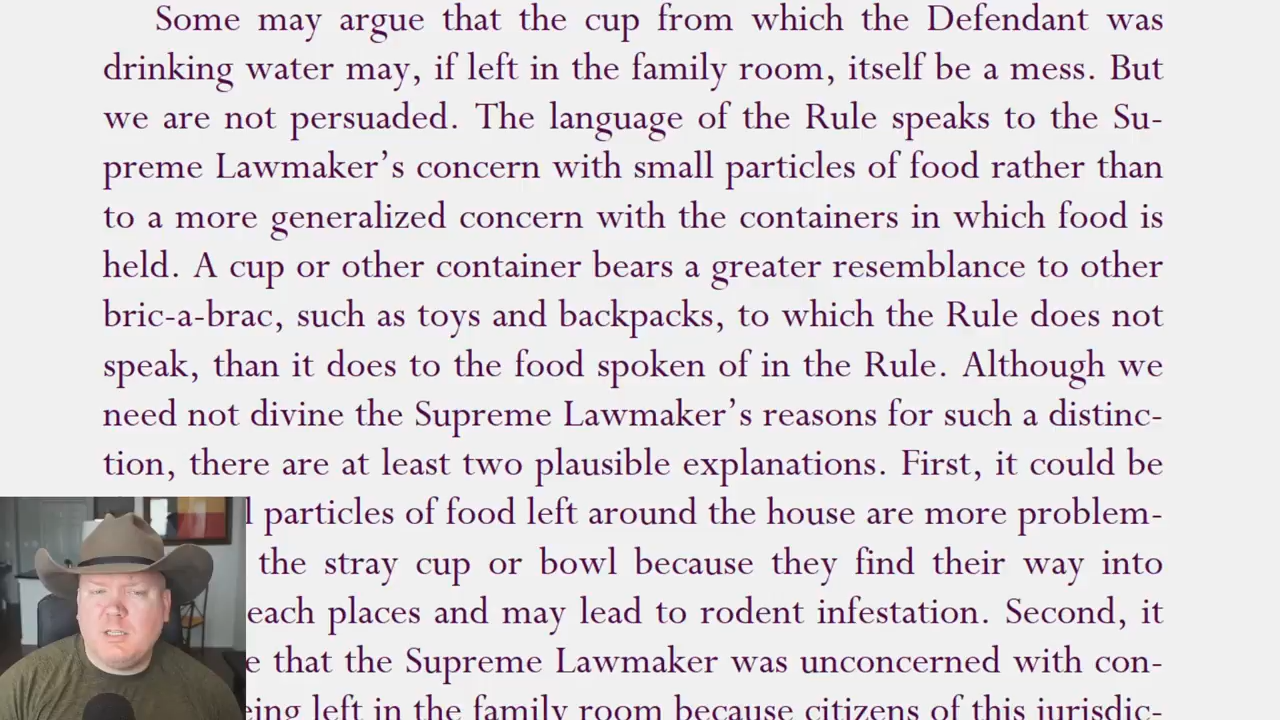 Some may argue that the cup from which the Defendant was
drinking water may, if left in the family room, itself be a mess. But
we are not persuaded. The language of the Rule speaks to the Su-
preme Lawmaker’s concern with small particles of food rather than
to a more generalized concern with the containers in which food is
held. A cup or other container bears a greater resemblance to other
bric-a-brac, such as toys and backpacks, to which the Rule does not
speak, than it does to the food spoken of in the Rule. Although we
need not divine the Supreme Lawmaker’s reasons for such a distinc-
tion, there are at least two plausible explanations. First, it could be
particles of food left around the house are more problem-
the stray cup or bowl because they find their way into
each places and may lead to rodent infestation. Second, it
that the Supreme Lawmaker was unconcerned with con-
left in the family room because citizens of this jurisdic-